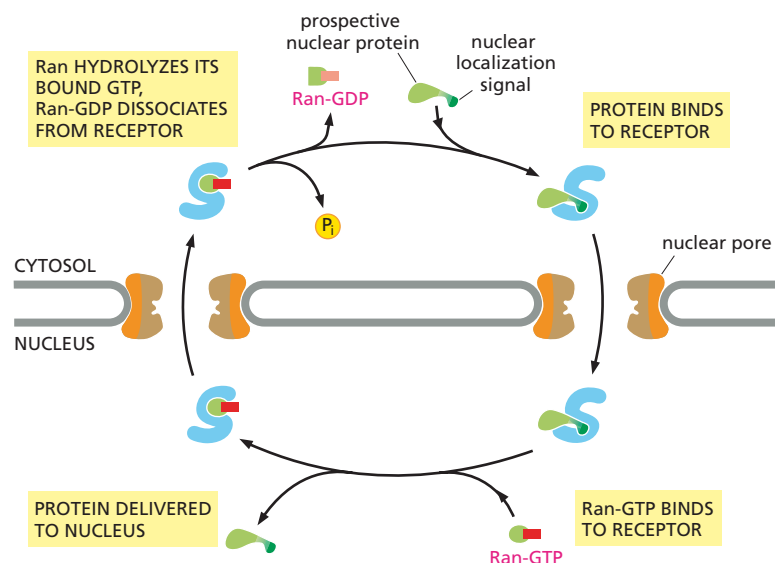 prospective
nuclear protein
nuclear
localization
signal
Ran HYDROLYZES ITS
BOUND GTP,
Ran-GDP DISSOCIATES
FROM RECEPTOR
Ran-GDP
PROTEIN BINDS
TO RECEPTOR
Pi
nuclear pore
CYTOSOL
NUCLEUS
PROTEIN DELIVERED
TO NUCLEUS
Ran-GTP BINDS
TO RECEPTOR
Ran-GTP